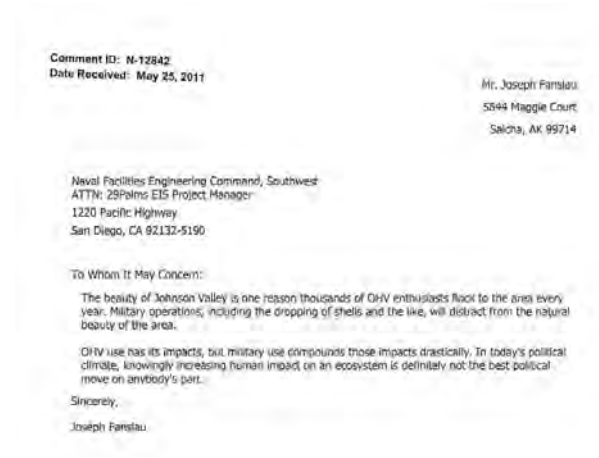 Comment ID: N-12842
Date Received: May 25, 2011
Mr. Joseph Fanslau
5844 Maggie Court
Salcha, AK 99714
Naval Facilities Engineering Command, Southwest
ATTN: 29Palms EIS Project Manager
1220 Pacific Highway
San Diego, CA 92132-5190
To Whom It May Concern:
The beauty of Johnson Valley is one reason thousands of OHV enthusiasts flock to the area every
year. Military operations, including the dropping of shells and the like, will distract from the natural
beauty of the area.
OHV use has its impacts, but military use compounds those impacts drastically. In today's political
climate, knowingly increasing human impact on an ecosystem is definitely not the best political
move on anybody's part.
Sincerely,
Joseph Fanslau